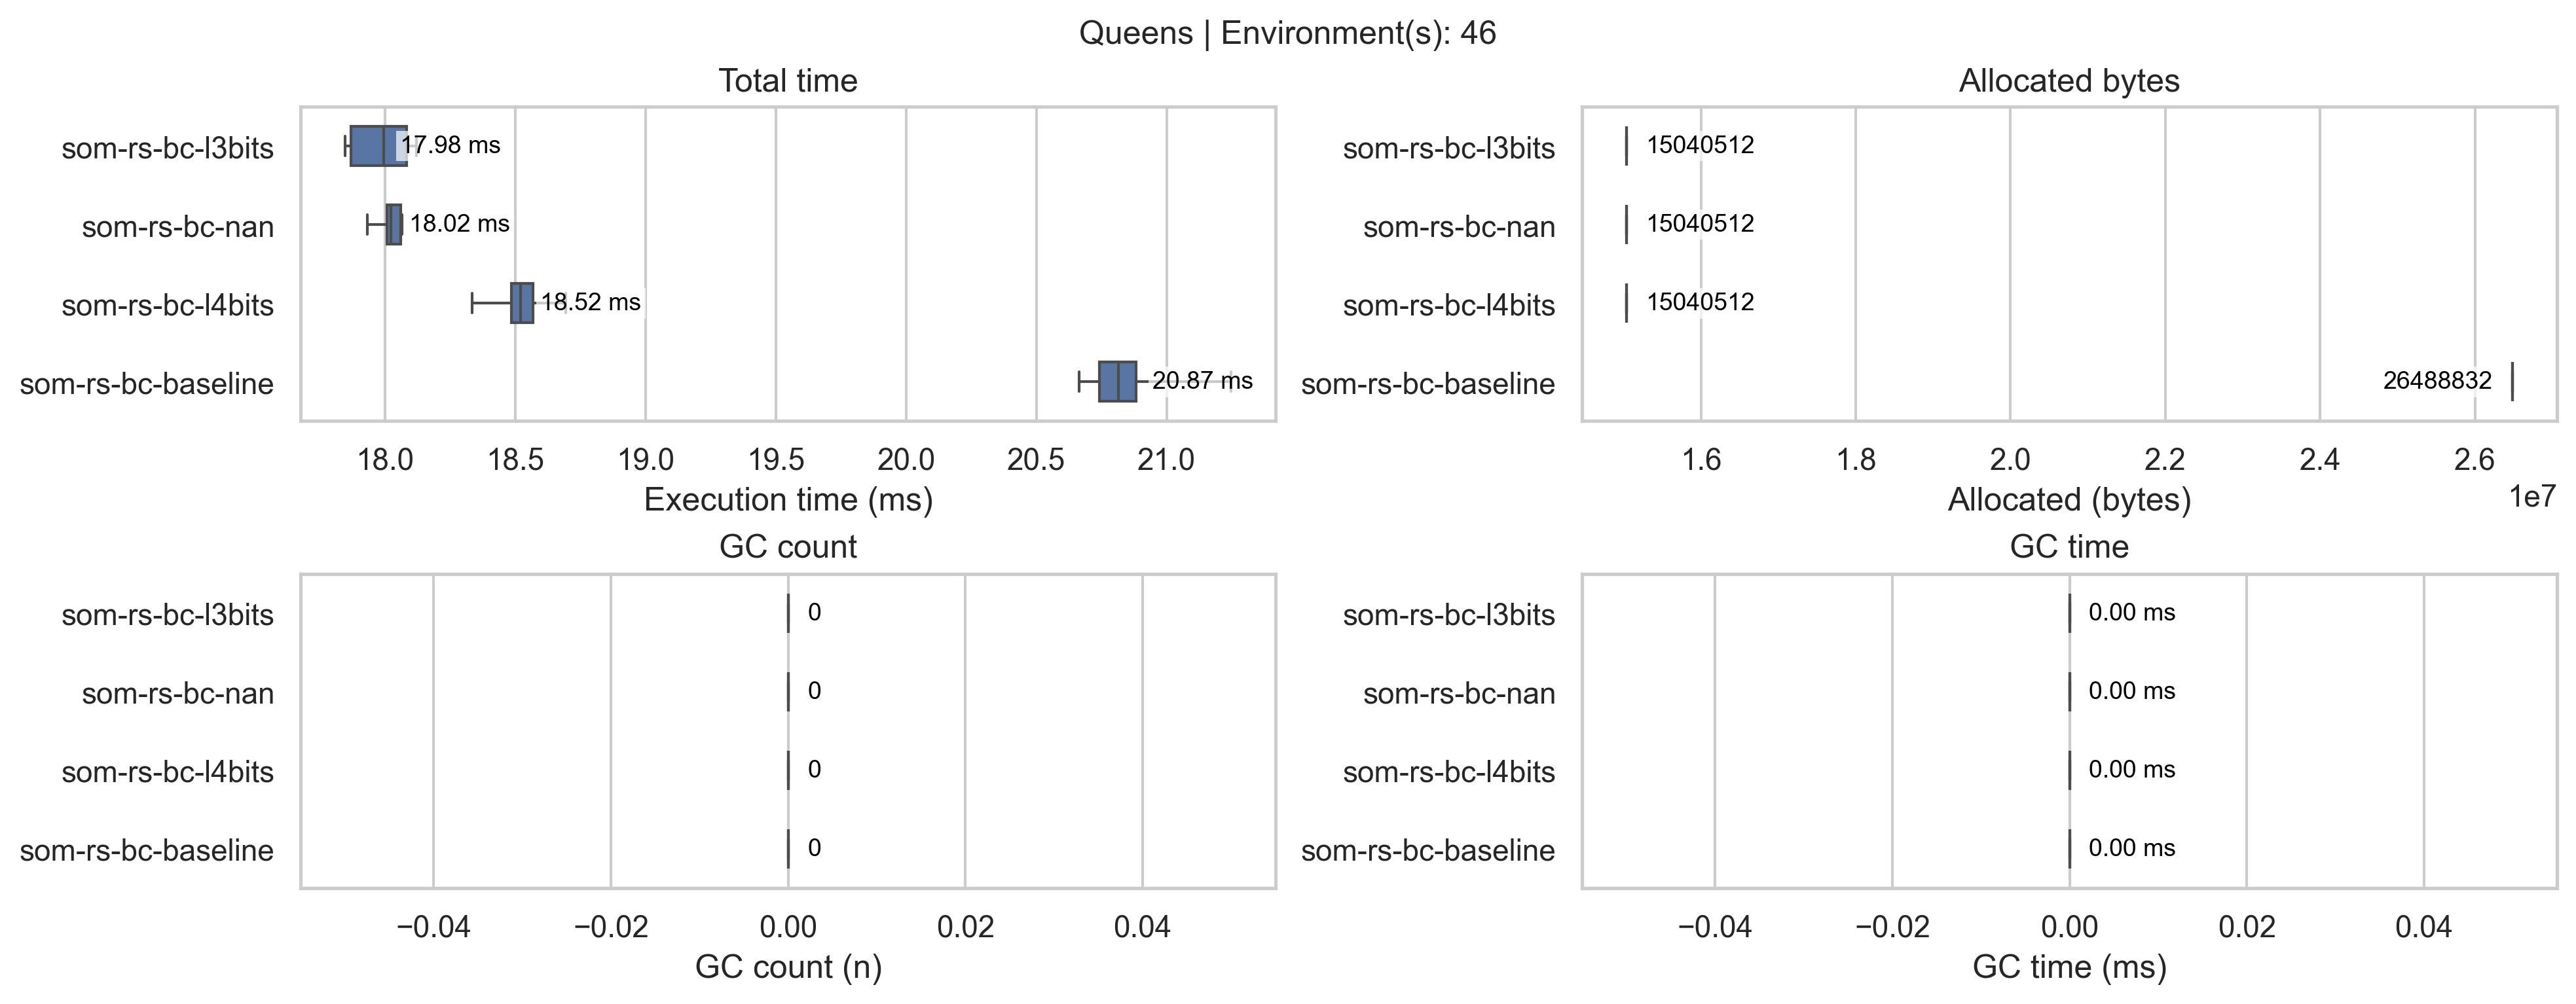 Queens | Environment(s): 46
Total time
som-rs-bc-l3bits
17.98 ms
som-rs-bc-nan
18.02 ms
som-rs-bc-l4bits
18.52 ms
som-rs-bc-baseline
20.87 ms
18.0 18.5 19.0 19.5 20.0 20.5 21.0
Execution time (ms)
Allocated bytes
som-rs-bc-l3bits
15040512
som-rs-bc-nan
15040512
som-rs-bc-l4bits
15040512
som-rs-bc-baseline
26488832
1.6 1.8 2.0 2.2 2.4 2.6
1e7
Allocated (bytes)
GC count
som-rs-bc-l3bits
0
som-rs-bc-nan
0
som-rs-bc-l4bits
0
som-rs-bc-baseline
0
−0.04 −0.02 0.00 0.02 0.04
GC count (n)
GC time
som-rs-bc-l3bits
0.00 ms
som-rs-bc-nan
0.00 ms
som-rs-bc-l4bits
0.00 ms
som-rs-bc-baseline
0.00 ms
−0.04 −0.02 0.00 0.02 0.04
GC time (ms)